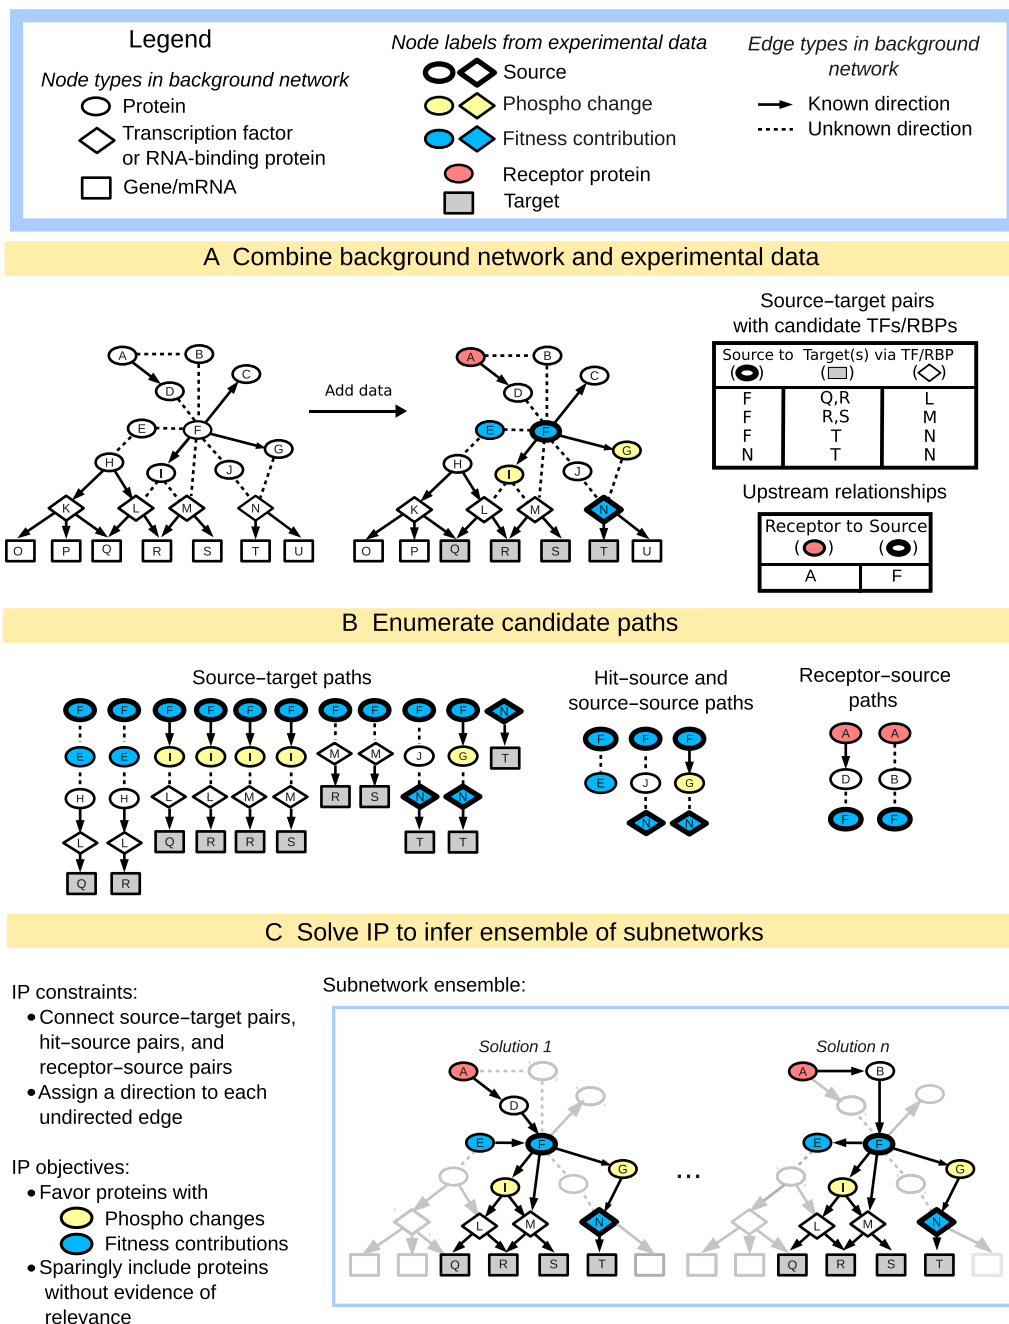 Legend
Node types in background network
Protein
Transcription factor
or RNA-binding protein
Gene/mRNA
Node labels from experimental data
Source
Phospho change
Fitness contribution
Receptor protein
Target
Edge types in background
network
Known direction
Unknown direction
A Combine background network and experimental data
A B C D E F G H I J K L M N O P Q R S T U
Add data
A B C D E F G H I J K L M N O P Q R S T U
Source–target pairs
with candidate TFs/RBPs
Source to Target(s) via TF/RBP
( ) ( ) ( )
F Q,R L
F R,S M
F T N
N T N
Upstream relationships
Receptor to Source
( ) ( )
A F
B Enumerate candidate paths
Source–target paths
F F F F F F F F F F N
E E I I I I M M J G T
H H L L M M R S N N
L L Q R R S T T
Q R
Hit–source and
source–source paths
F F F
E J G
N N
Receptor–source
paths
A A
D B
F F
C Solve IP to infer ensemble of subnetworks
IP constraints:
• Connect source–target pairs,
hit–source pairs, and
receptor–source pairs
• Assign a direction to each
undirected edge
IP objectives:
• Favor proteins with
Phospho changes
Fitness contributions
• Sparingly include proteins
without evidence of
relevance
Subnetwork ensemble:
Solution 1
A D E F G I L M N Q R S T
...
Solution n
A B E F G I L M N Q R S T